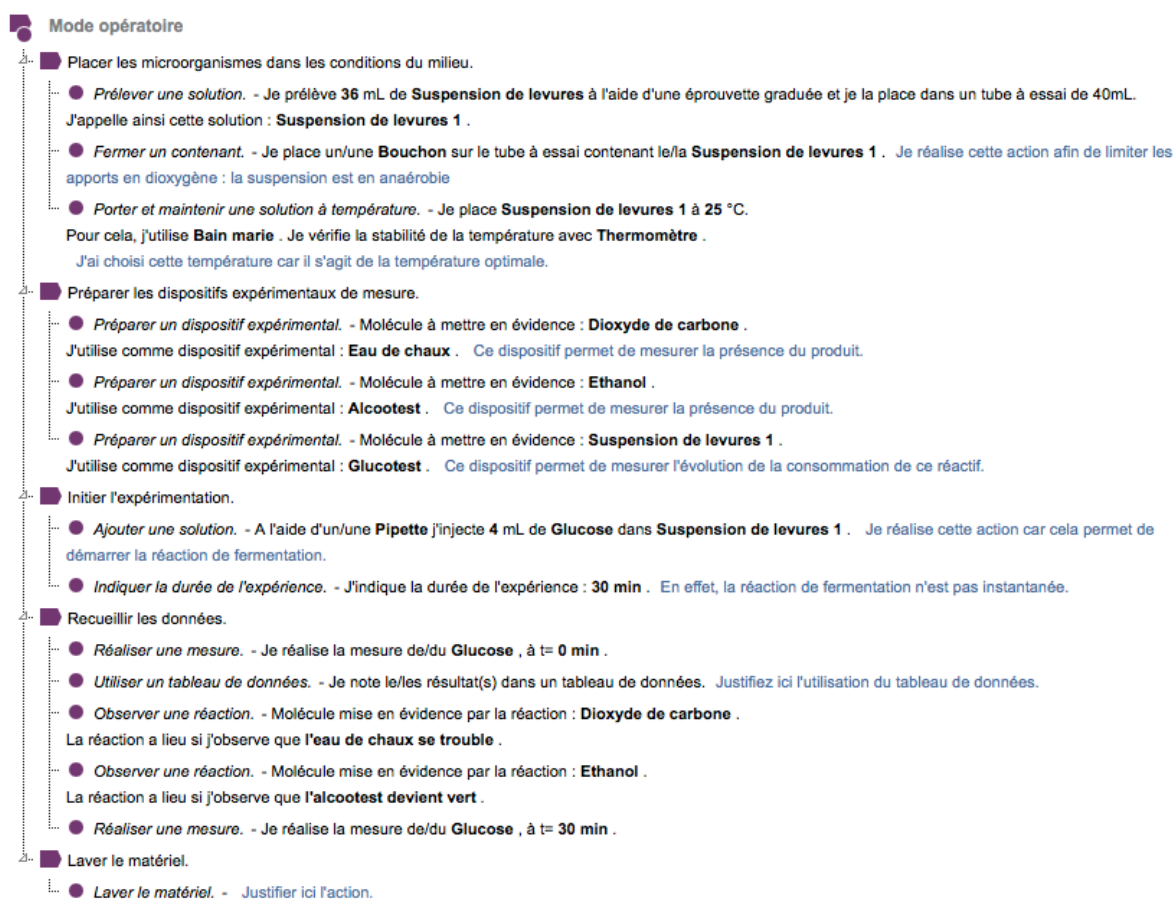 Mode opératoire
Placer les microorganismes dans les conditions du milieu.
Prélever une solution. - Je prélève 36 mL de Suspension de levures à l'aide d'une éprouvette graduée et je la place dans un tube à essai de 40mL.
J'appelle ainsi cette solution : Suspension de levures 1 .
Fermer un contenant. - Je place un/une Bouchon sur le tube à essai contenant le/la Suspension de levures 1 . Je réalise cette action afin de limiter les
apports en dioxygène : la suspension est en anaérobie
Porter et maintenir une solution à température. - Je place Suspension de levures 1 à 25 °C.
Pour cela, j'utilise Bain marie . Je vérifie la stabilité de la température avec Thermomètre .
J'ai choisi cette température car il s'agit de la température optimale.
Préparer les dispositifs expérimentaux de mesure.
Préparer un dispositif expérimental. - Molécule à mettre en évidence : Dioxyde de carbone .
J'utilise comme dispositif expérimental : Eau de chaux . Ce dispositif permet de mesurer la présence du produit.
Préparer un dispositif expérimental. - Molécule à mettre en évidence : Ethanol .
J'utilise comme dispositif expérimental : Alcootest . Ce dispositif permet de mesurer la présence du produit.
Préparer un dispositif expérimental. - Molécule à mettre en évidence : Suspension de levures 1 .
J'utilise comme dispositif expérimental : Glucotest . Ce dispositif permet de mesurer l'évolution de la consommation de ce réactif.
Initier l'expérimentation.
Ajouter une solution. - A l'aide d'un/une Pipette j'injecte 4 mL de Glucose dans Suspension de levures 1 . Je réalise cette action car cela permet de
démarrer la réaction de fermentation.
Indiquer la durée de l'expérience. - J'indique la durée de l'expérience : 30 min . En effet, la réaction de fermentation n'est pas instantanée.
Recueillir les données.
Réaliser une mesure. - Je réalise la mesure de/du Glucose , à t= 0 min .
Utiliser un tableau de données. - Je note le/les résultat(s) dans un tableau de données. Justifiez ici l'utilisation du tableau de données.
Observer une réaction. - Molécule mise en évidence par la réaction : Dioxyde de carbone .
La réaction a lieu si j'observe que l'eau de chaux se trouble .
Observer une réaction. - Molécule mise en évidence par la réaction : Ethanol .
La réaction a lieu si j'observe que l'alcootest devient vert .
Réaliser une mesure. - Je réalise la mesure de/du Glucose , à t= 30 min .
Laver le matériel.
Laver le matériel. - Justifier ici l'action.